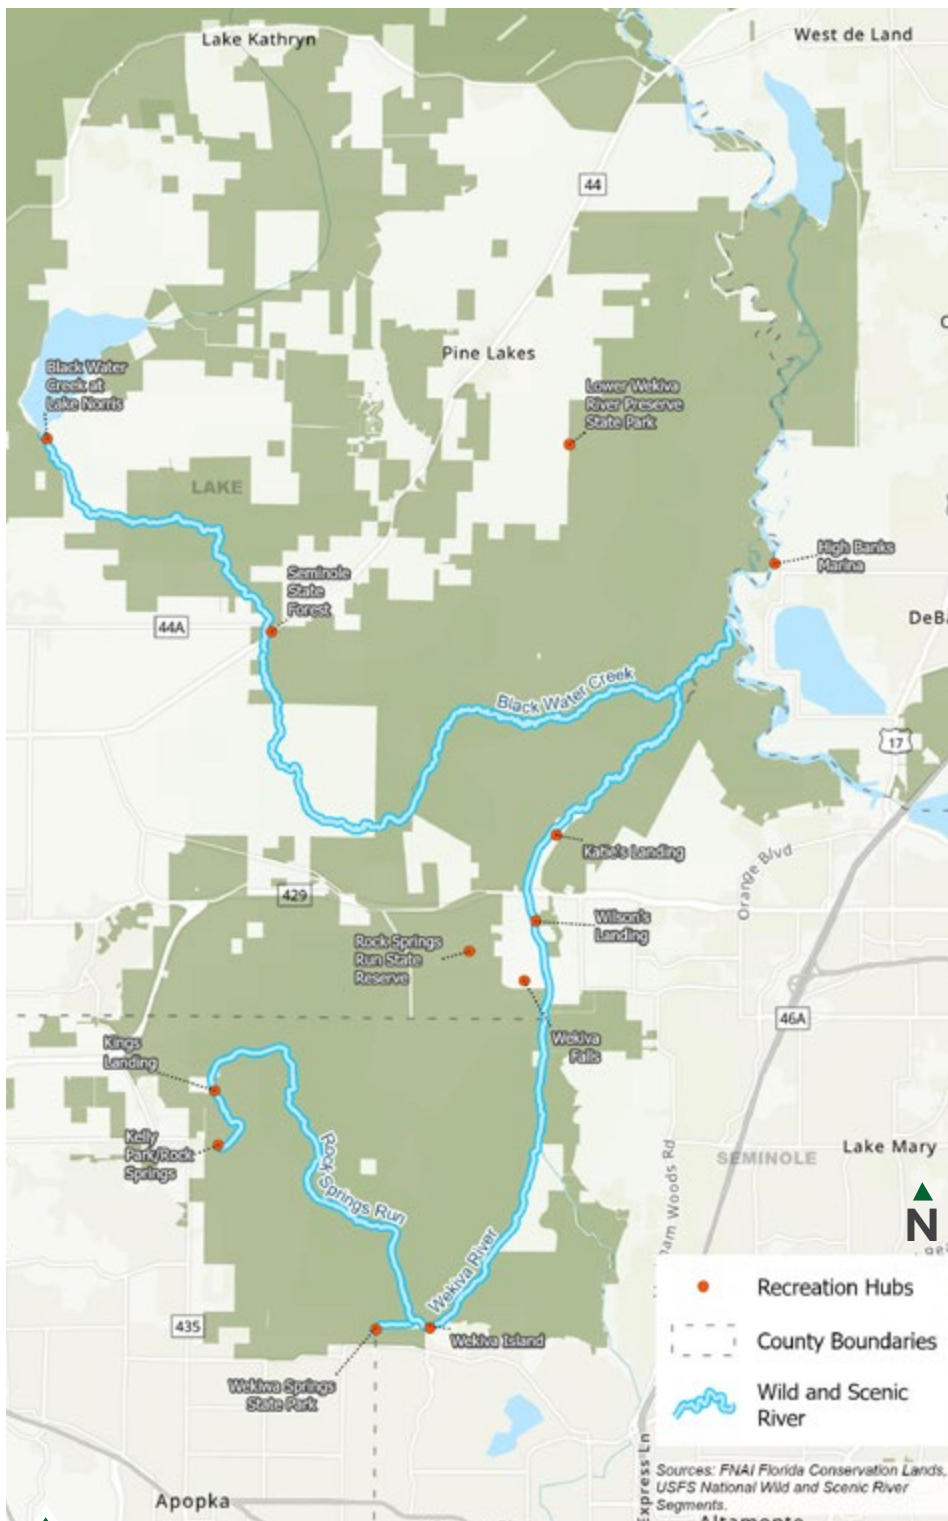 Lake Kathryn
West de Land
44
Pine Lakes
Black Water
Creek at
Lake Norris
Lower Wekiva
River Preserve
State Park
LAKE
High Banks
Marina
Seminole
State
Forest
44A
DeBa
Black Water Creek
17
Katie's Landing
Orange Blvd
429
Wilson's
Landing
Rock Springs
Run State
Reserve
46A
Wekiva
Falls
Kings
Landing
Kelly
Park/Rock
Springs
Rock Springs Run
Lake Mary
SEMINOLE
N
Wekiva River
Recreation Hubs
435
Wekiva Island
County Boundaries
Wekiwa Springs
State Park
Wild and Scenic
River
Express Ln
Sources: FNAI Florida Conservation Lands,
USFS National Wild and Scenic River
Segments.
Apopka